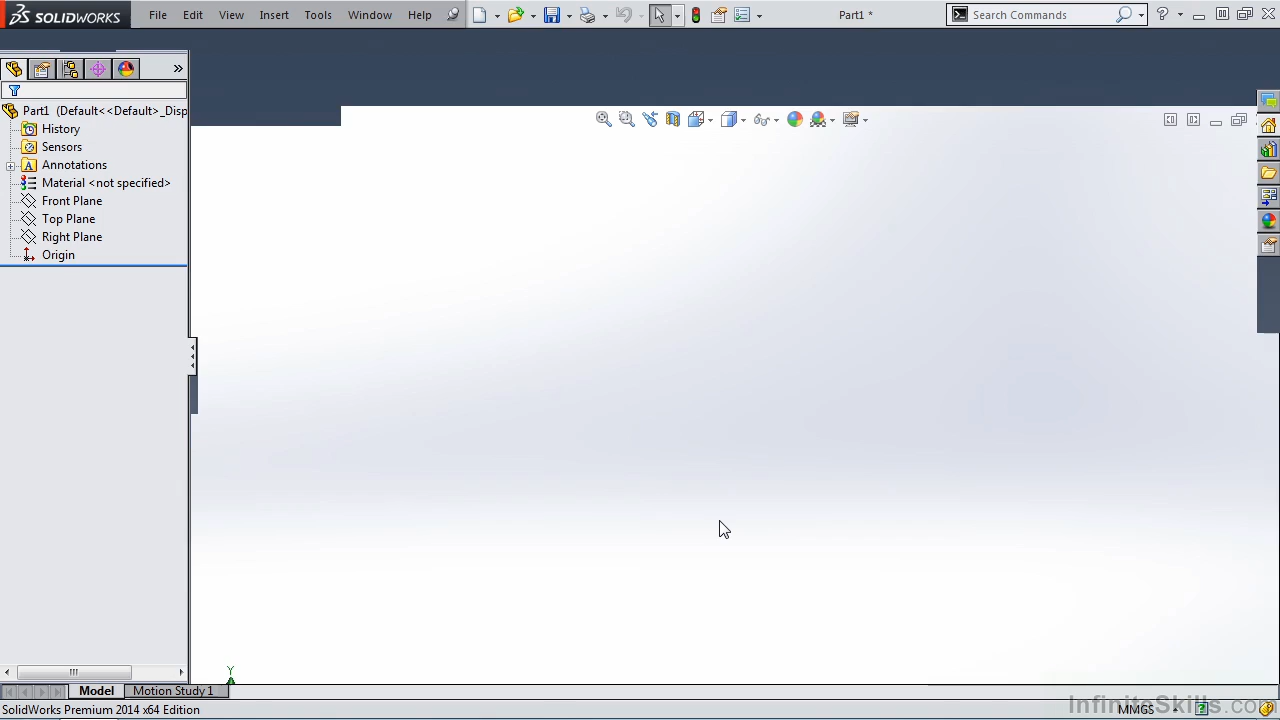 SOLIDWORKS File Edit View Insert Tools Window Help Part1 * Search Commands
Part1 (Default<<Default>_Disp
History
Sensors
Annotations
Material <not specified>
Front Plane
Top Plane
Right Plane
Origin
Y
Model Motion Study 1
InfiniteSkills.com
SolidWorks Premium 2014 x64 Edition MMGS